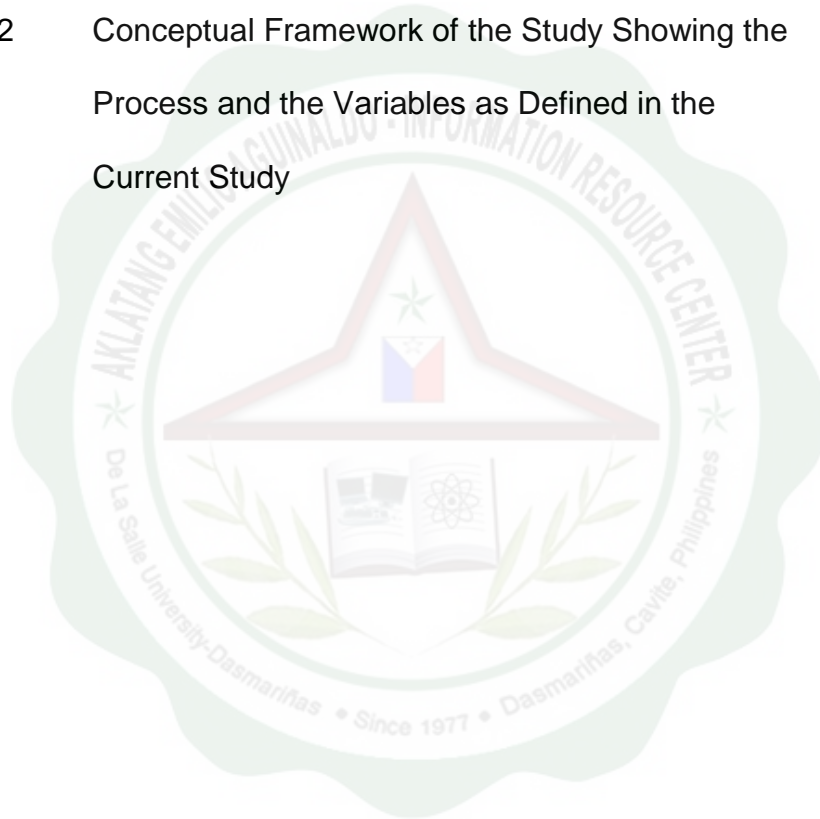 2 Conceptual Framework of the Study Showing the
Process and the Variables as Defined in the
Current Study
AKLATANG EMILIO AGUINALDO - INFORMATION RESOURCE CENTER
De La Salle University-Dasmariñas • Since 1977 • Dasmariñas, Cavite, Philippines